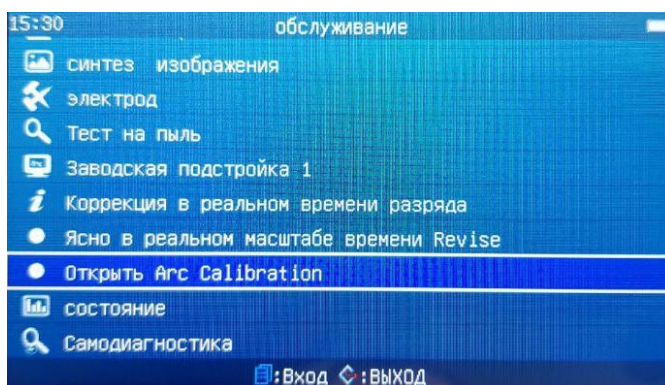 15:30 обслуживание
синтез изображения
электрод
Тест на пыль
Заводская подстройка 1
Коррекция в реальном времени разряда
Ясно в реальном масштабе времени Revise
Открыть Arc Calibration
состояние
Самодиагностика
:Вход :ВЫХОД